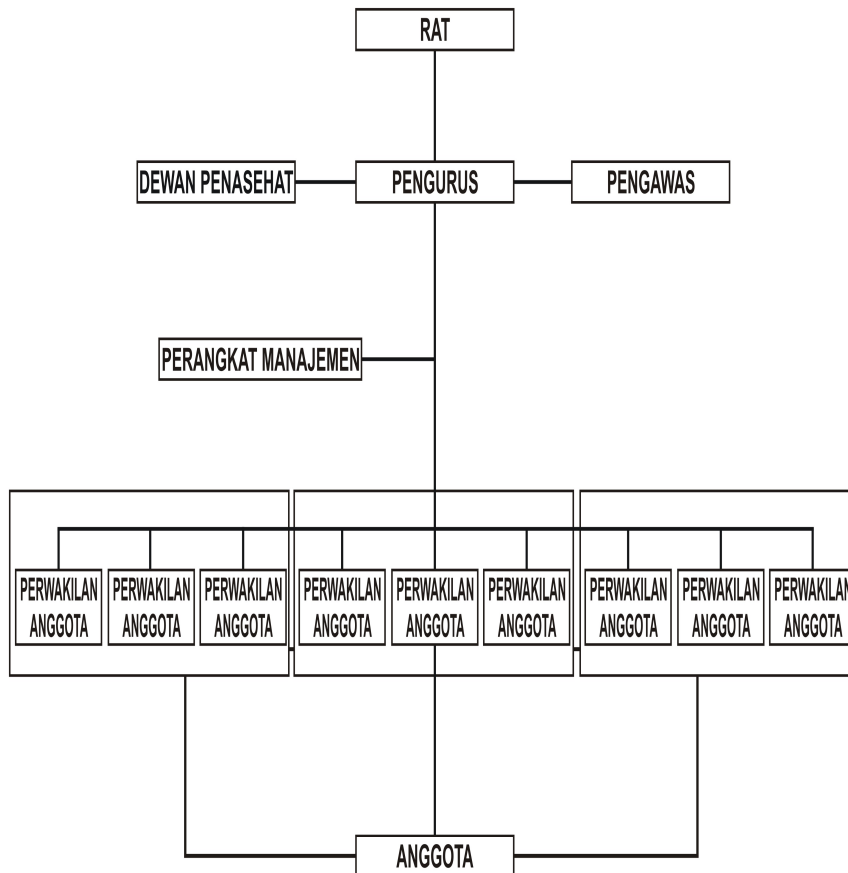 RAT
DEWAN PENASEHAT
PENGURUS
PENGAWAS
PERANGKAT MANAJEMEN
PERWAKILAN
ANGGOTA
PERWAKILAN
ANGGOTA
PERWAKILAN
ANGGOTA
PERWAKILAN
ANGGOTA
PERWAKILAN
ANGGOTA
PERWAKILAN
ANGGOTA
PERWAKILAN
ANGGOTA
PERWAKILAN
ANGGOTA
PERWAKILAN
ANGGOTA
ANGGOTA